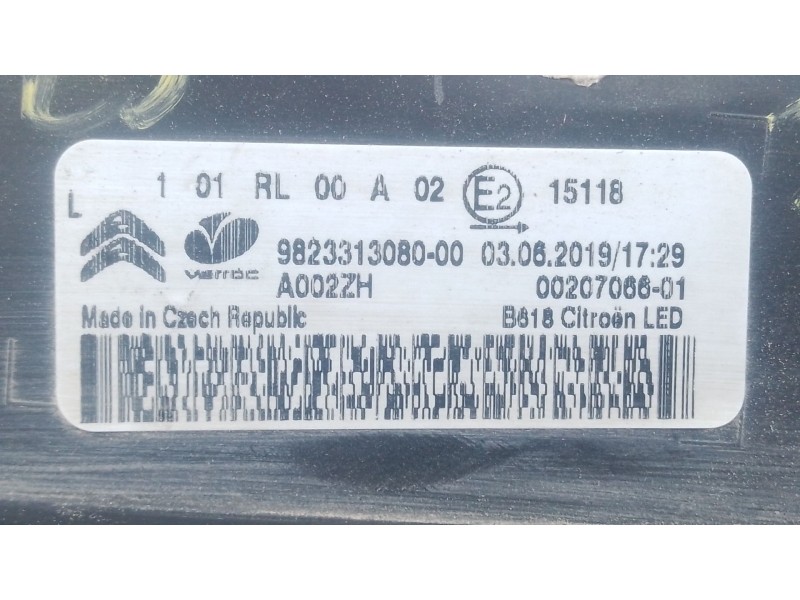 1 01 RL 00 A 02 E2 15118
L
varroc
9823313080-00 03.06.2019/17:29
A002ZH 00207066-01
Made in Czech Republic B618 Citroën LED